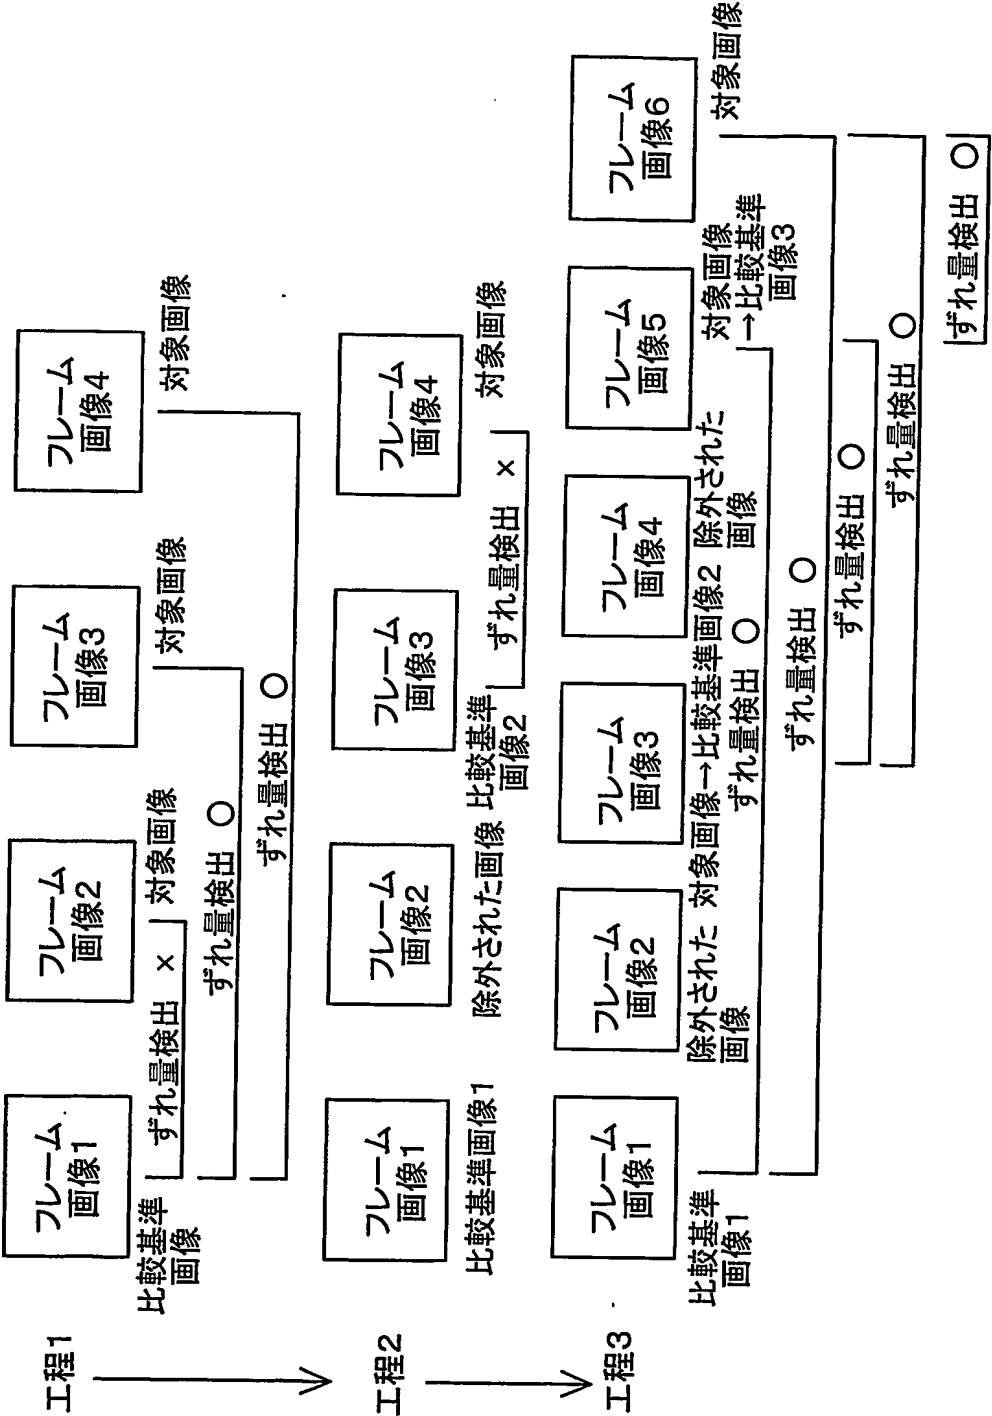 工程1
フレーム
画像1
フレーム
画像2
フレーム
画像3
フレーム
画像4
比較基準
画像
ずれ量検出 ×
対象画像
ずれ量検出 ○
対象画像
ずれ量検出 ○
対象画像
工程2
フレーム
画像1
フレーム
画像2
フレーム
画像3
フレーム
画像4
比較基準画像1
除外された画像
比較基準
画像2
ずれ量検出 ×
対象画像
工程3
フレーム
画像1
フレーム
画像2
フレーム
画像3
フレーム
画像4
フレーム
画像5
フレーム
画像6
比較基準
画像1
除外された
画像
対象画像→比較基準画像2
除外された
画像
対象画像
→比較基準
画像3
対象画像
ずれ量検出 ○
ずれ量検出 ○
ずれ量検出 ○
ずれ量検出 ○
ずれ量検出 ○